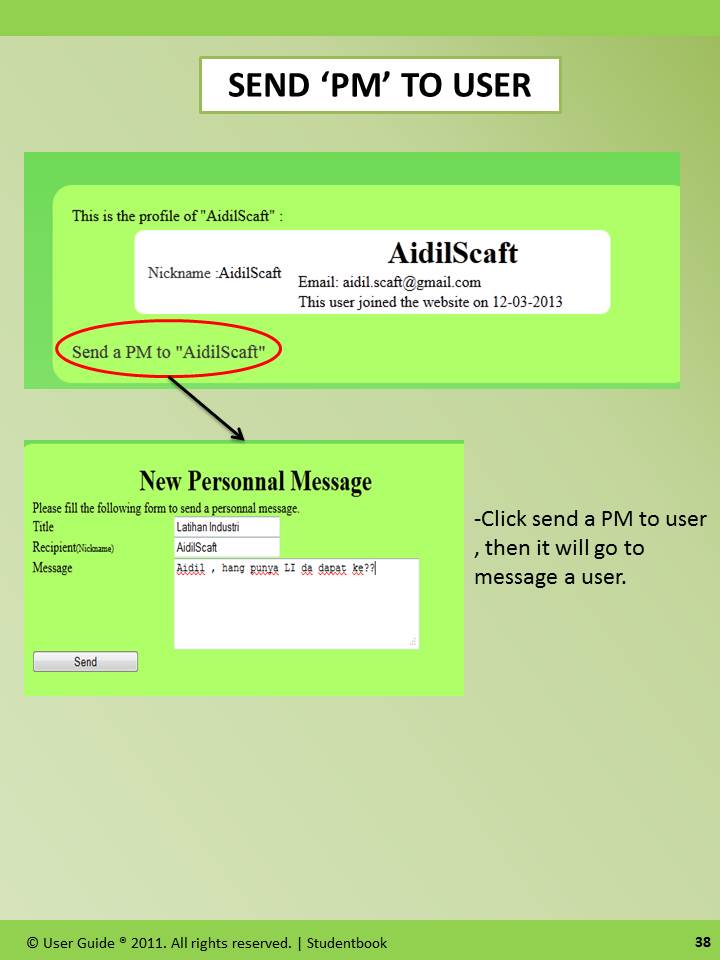 SEND ‘PM’ TO USER
This is the profile of "AidilScaft" :
AidilScaft
Nickname :AidilScaft
Email: aidil.scaft@gmail.com
This user joined the website on 12-03-2013
Send a PM to "AidilScaft"
New Personnal Message
Please fill the following form to send a personnal message.
Title Latihan Industri
Recipient(Nickname) AidilScaft
Message Aidil , hang punya LI da dapat ke??
Send
-Click send a PM to user
, then it will go to
message a user.
© User Guide ® 2011. All rights reserved. | Studentbook 38